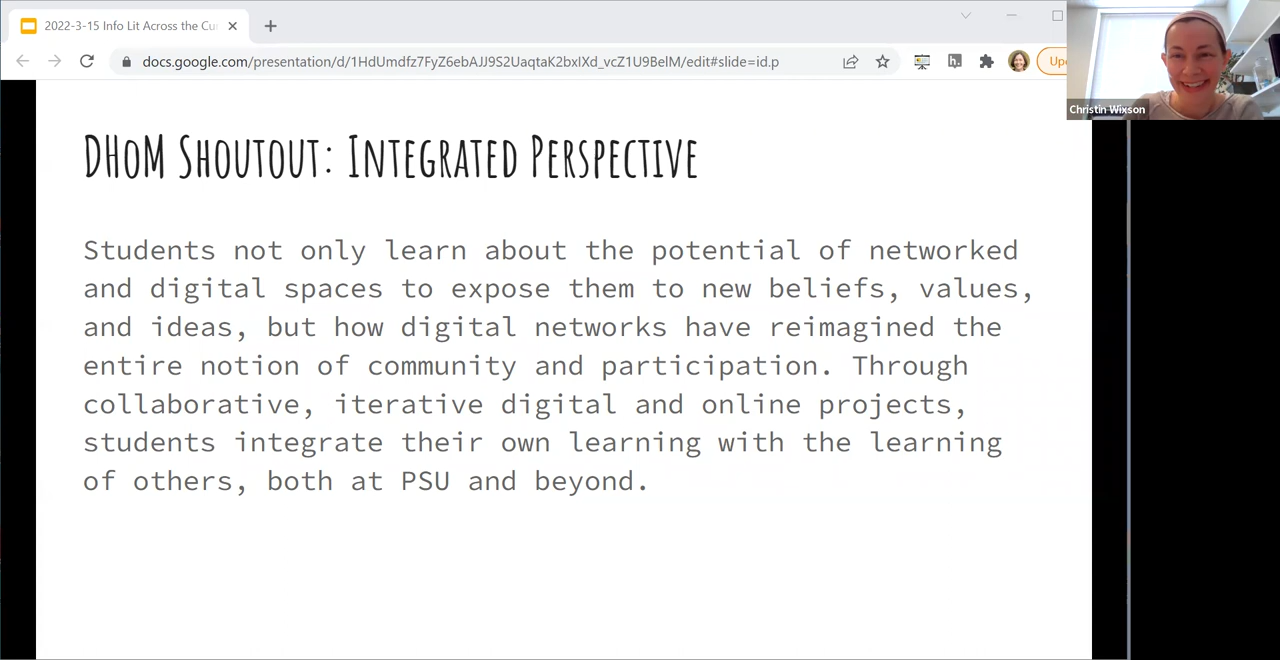 2022-3-15 Info Lit Across the Cu
docs.google.com/presentation/d/1HdUmdfz7FyZ6ebFAJJ9S2UaqtaK2bxlXd_vcZ1U9BelM/edit#slide=id.p
Up
Christin Wixson
DHoM Shoutout: Integrated Perspective
Students not only learn about the potential of networked
and digital spaces to expose them to new beliefs, values,
and ideas, but how digital networks have reimagined the
entire notion of community and participation. Through
collaborative, iterative digital and online projects,
students integrate their own learning with the learning
of others, both at PSU and beyond.